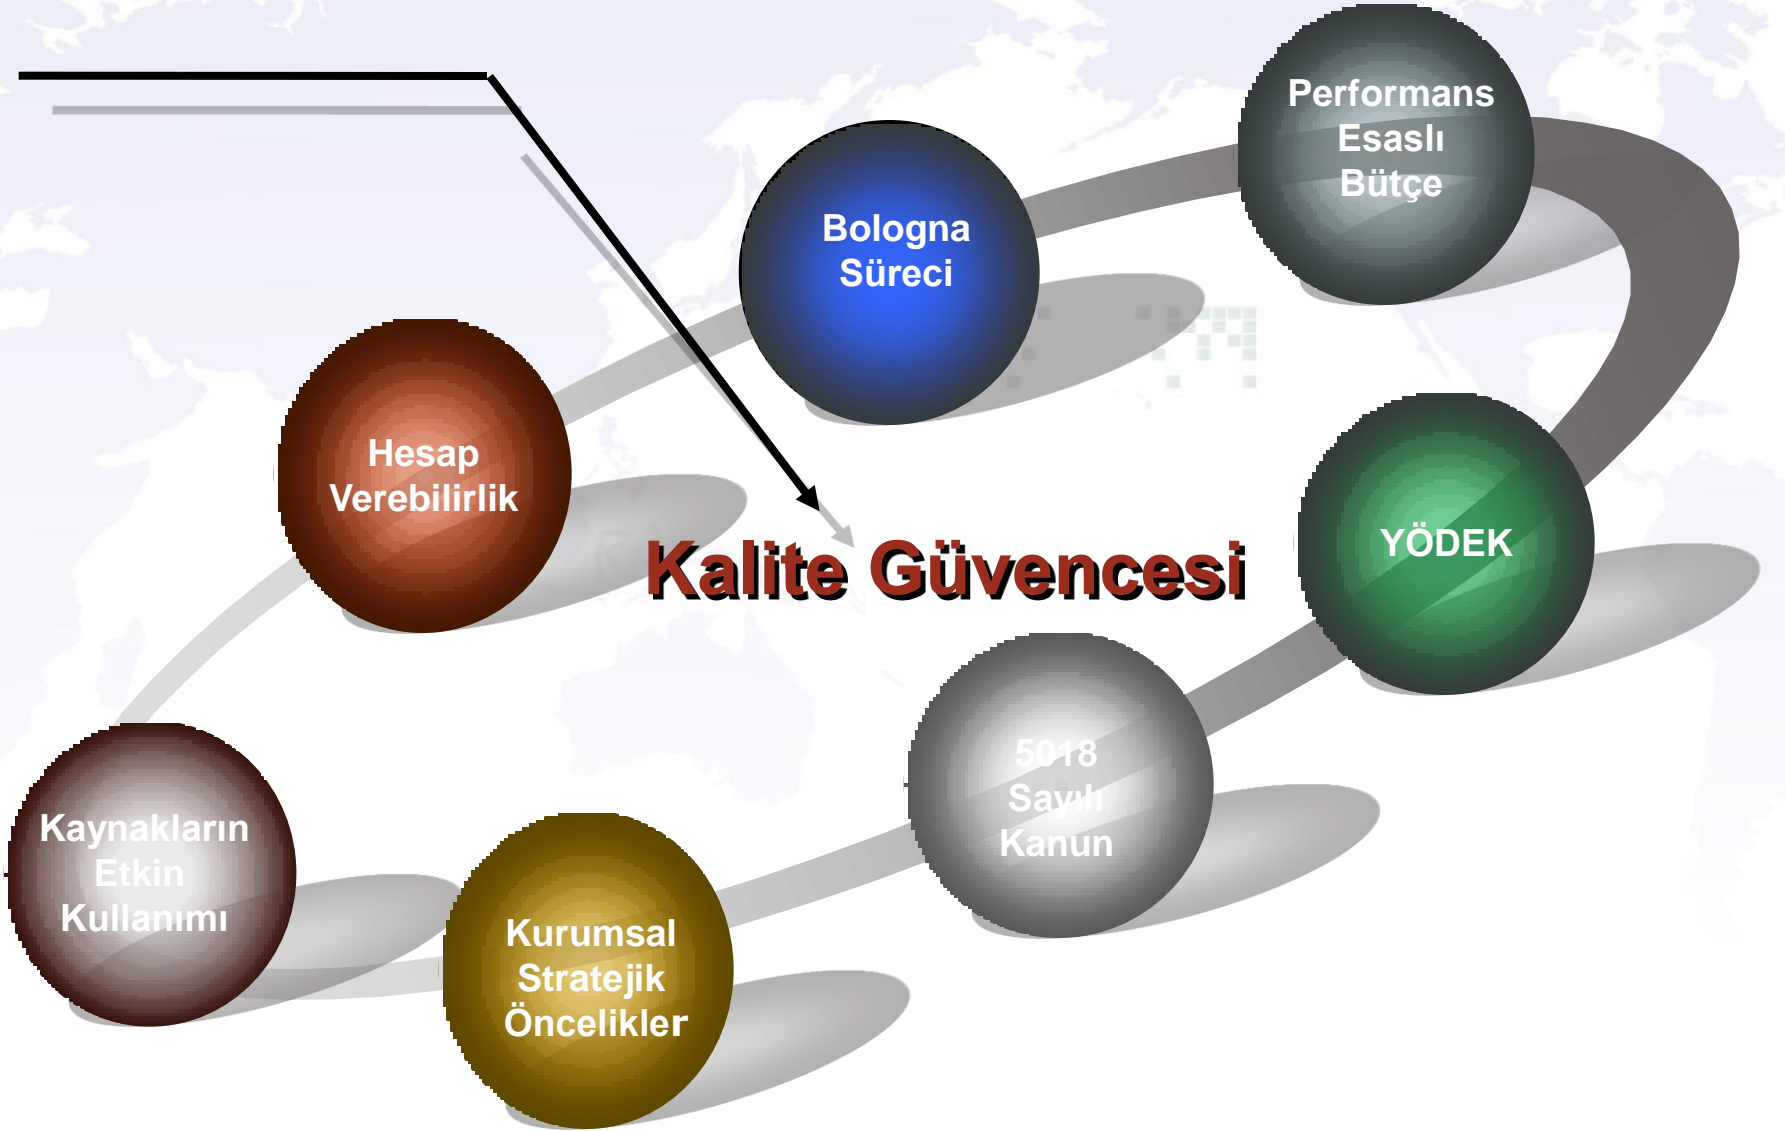 Performans
Esaslı
Bütçe
Bologna
Süreci
Hesap
Verebilirlik
YÖDEK
Kalite Güvencesi
5018
Sayılı
Kanun
Kaynakların
Etkin
Kullanımı
Kurumsal
Stratejik
Öncelikler